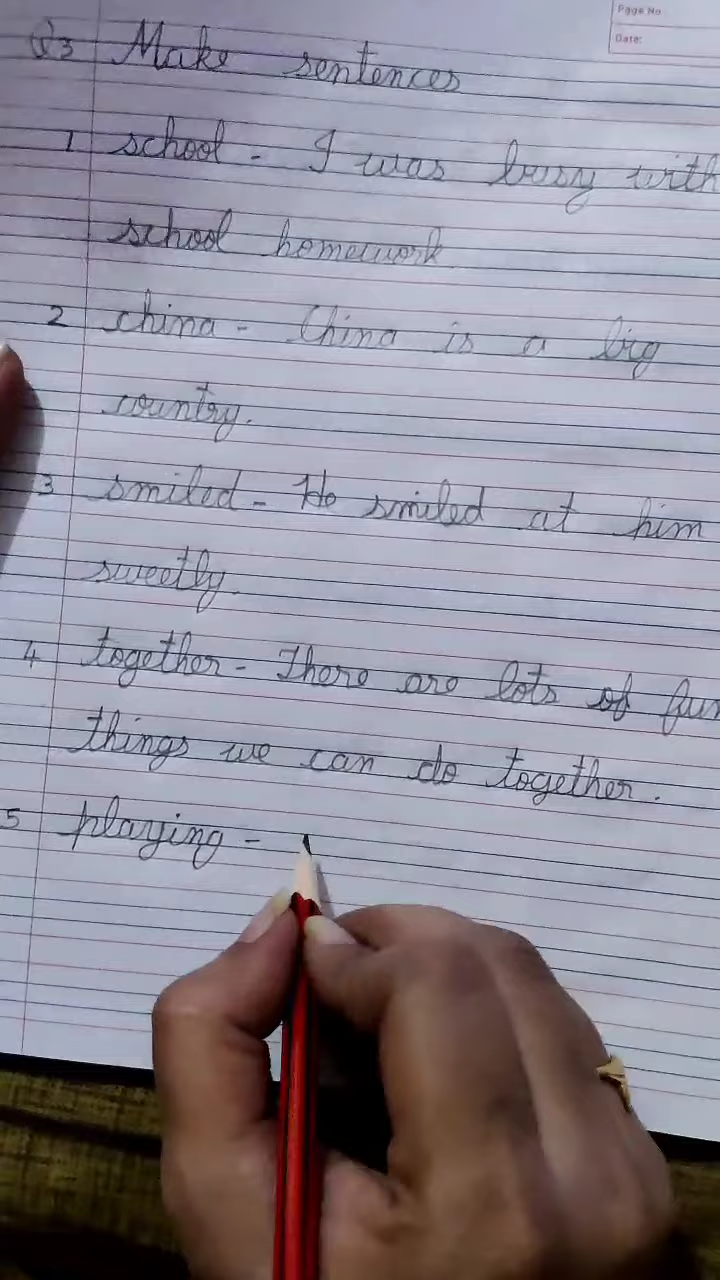 Page No
Date:
Q3 Make sentences
1 school - I was busy with
school homework
2 china - China is a big
country.
3 smiled - He smiled at him
sweetly.
4 together - There are lots of fun
things we can do together.
5 playing -